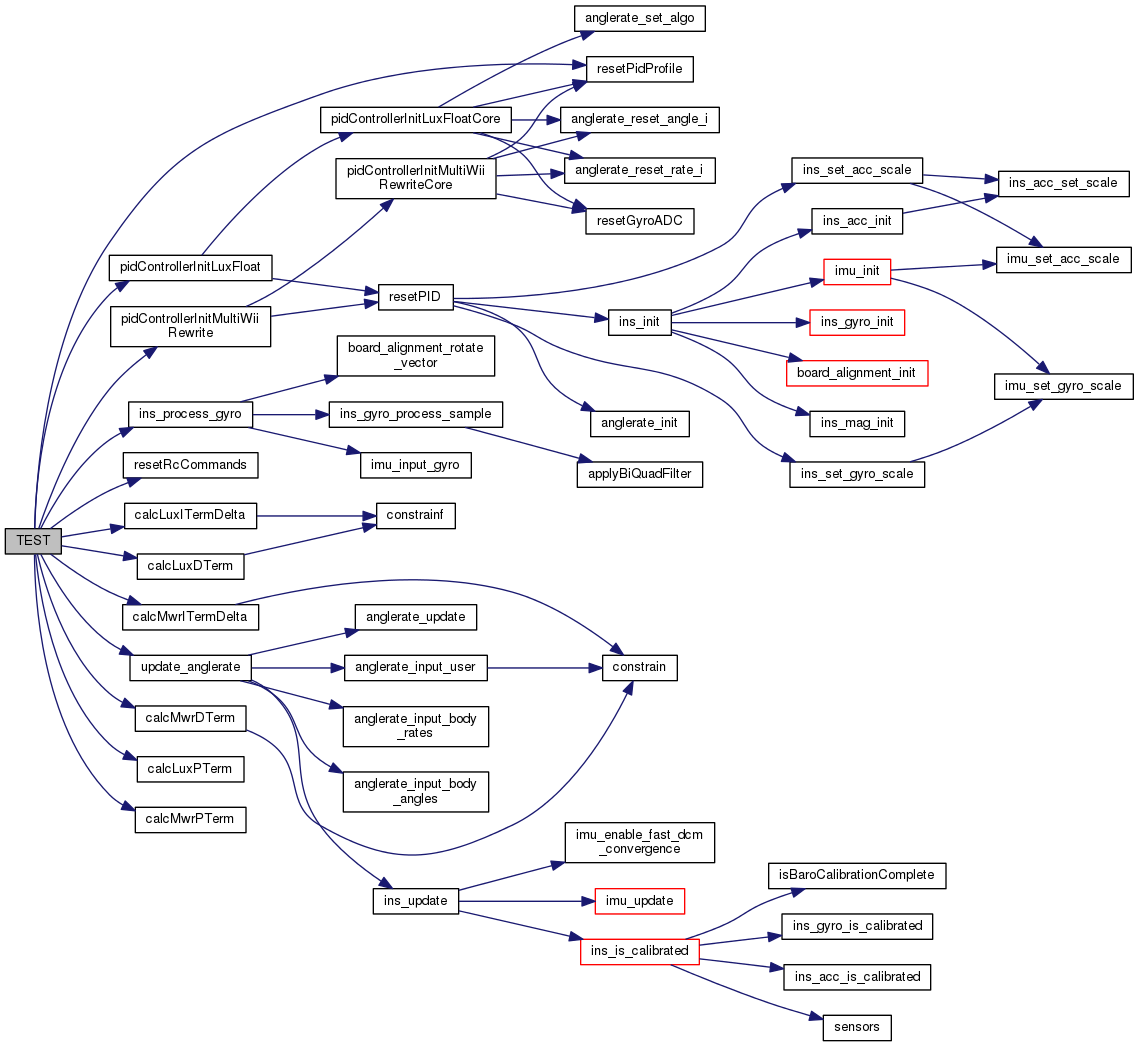 anglerate_set_algo
resetPidProfile
pidControllerInitLuxFloatCore
anglerate_reset_angle_i
pidControllerInitMultiWii
RewriteCore
anglerate_reset_rate_i
ins_set_acc_scale
ins_acc_set_scale
resetGyroADC
ins_acc_init
pidControllerInitLuxFloat
imu_init
imu_set_acc_scale
resetPID
pidControllerInitMultiWii
Rewrite
ins_init
ins_gyro_init
board_alignment_rotate
_vector
board_alignment_init
imu_set_gyro_scale
ins_process_gyro
ins_gyro_process_sample
anglerate_init
ins_mag_init
resetRcCommands
imu_input_gyro
applyBiQuadFilter
ins_set_gyro_scale
calcLuxITermDelta
constrainf
TEST
calcLuxDTerm
calcMwrITermDelta
anglerate_update
update_anglerate
anglerate_input_user
constrain
calcMwrDTerm
anglerate_input_body
_rates
calcLuxPTerm
anglerate_input_body
_angles
calcMwrPTerm
imu_enable_fast_dcm
_convergence
isBaroCalibrationComplete
ins_update
imu_update
ins_gyro_is_calibrated
ins_is_calibrated
ins_acc_is_calibrated
sensors